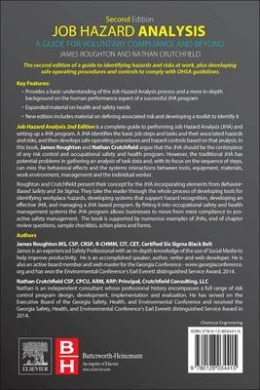 Second Edition
JOB HAZARD ANALYSIS
A GUIDE FOR VOLUNTARY COMPLIANCE AND BEYOND
JAMES ROUGHTON AND NATHAN CRUTCHFIELD
The second edition of a guide to identifying hazards and risks at work, plus developing
safe operating procedures and controls to comply with OHSA guidelines.
Key Features:
• Provides a basic understanding of the Job Hazard Analysis process and a more in-depth
background on the human performance aspect of a successful JHA program
• Expanded material on health and safety needs
• New edition includes material on defining associated risk and developing a toolkit to identify it
Job Hazard Analysis 2nd Edition is a complete guide to performing Job Hazard Analysis (JHA) and
setting up a JHA program. A JHA identifies the basic job steps and tasks and their associated hazards
and risks, and then develop safe operating procedures and hazard controls based on that analysis. In
this book, James Roughton and Nathan Crutchfield argue that the JHA should be the centerpiece
of any risk control and occupational safety and health program. However, the traditional JHA has
potential problems in gathering an analysis of task data and, with its focus on the sequence of steps,
can miss the behavioral effects and the systems interactions between tools, equipment, materials,
work environment, management and the individual worker.
Roughton and Crutchfield present their concept for the JHA incorporating elements from Behavior
Based Safety and Six Sigma. They take the reader through the whole process of developing tools for
identifying workplace hazards, developing systems that support hazard recognition, developing an
effective JHA, and managing a JHA based program. By fitting it into occupational safety and health
management systems the JHA program allows businesses to move from mere compliance to pro-
active safety management. The book is supported by numerous examples of JHAs, end of chapter
review questions, sample checklists, action plans and forms.
Authors
James Roughton MS, CSP, CRSP, R-CHMM, CIT, CET, Certified Six Sigma Black Belt
James is an experienced Safety Professional with an in-depth knowledge of the use of Social Media to
help improve productivity. He is an accomplished speaker, author, writer and web developer. He is
also an active board member and web master for the Georgia Conference - www.georgiaconference.
org and has won the Environmental Conference's Earl Everett distinguished Service Award, 2014.
Nathan Crutchfield CSP, CPCU, ARM, ARP; Principal, Crutchfield Consulting, LLC
Nathan is an independent consultant whose professional history encompasses a full range of risk
control program design, development, implementation and evaluation. He has served on the
Executive Board of the Georgia Safety, Health, and Environmental Conference and received the
Georgia Safety, Health, and Environmental Conference's Earl Everett distinguished Service Award in
2014.
Chemical Engineering
ELSEVIER
B
H
Butterworth-Heinemann
9 780128 034415